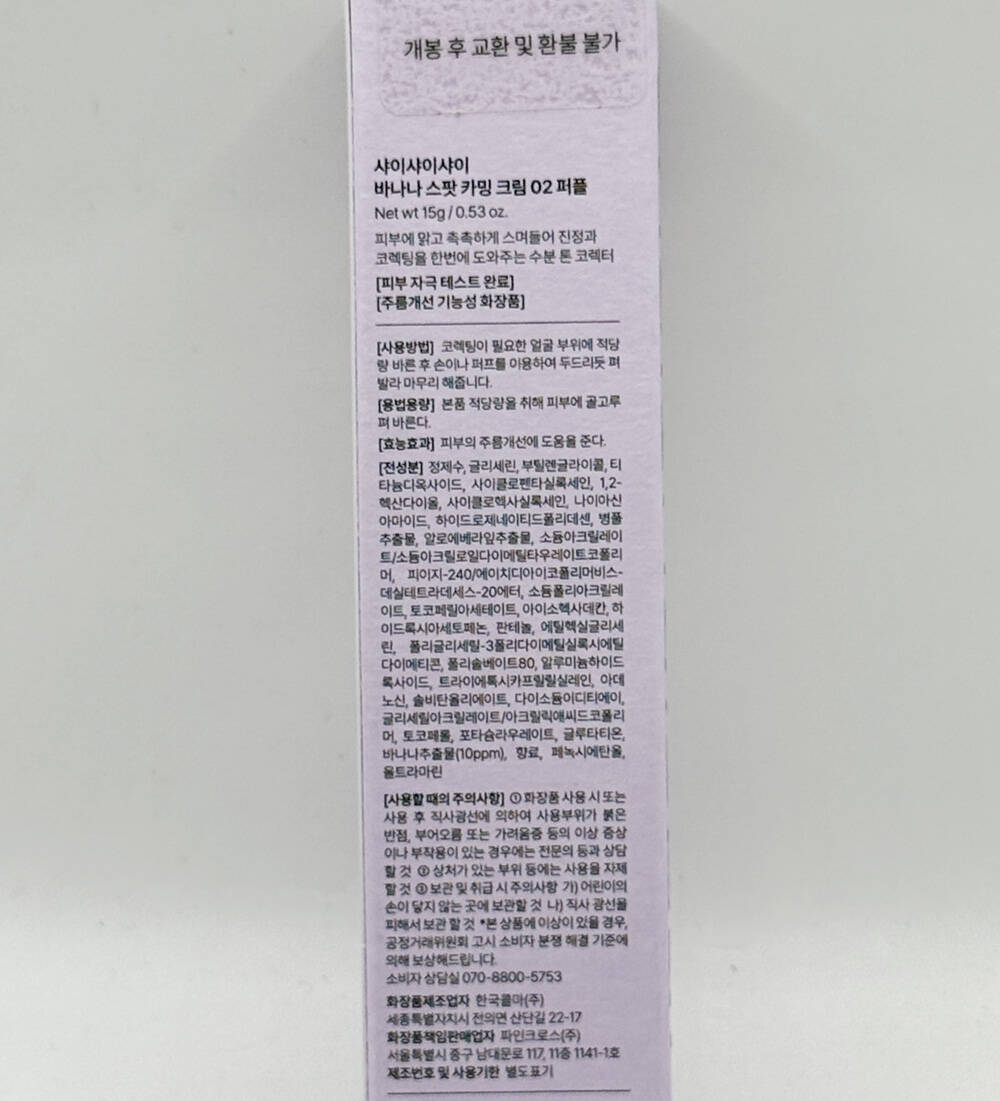 개봉 후 교환 및 환불 불가
샤이샤이샤이
바나나 스팟 카밍 크림 02 퍼플
Net wt 15g / 0.53 oz.
피부에 맑고 촉촉하게 스며들어 진정과
코렉팅을 한번에 도와주는 수분 톤 코렉터
[피부 자극 테스트 완료]
[주름개선 기능성 화장품]
[사용방법] 코렉팅이 필요한 얼굴 부위에 적당
량 바른 후 손이나 퍼프를 이용하여 두드리듯 펴
발라 마무리 해줍니다.
[용법용량] 본품 적당량을 취해 피부에 골고루
펴 바른다.
[효능효과] 피부의 주름개선에 도움을 준다.
[전성분] 정제수, 글리세린, 부틸렌글라이콜, 티
타늄디옥사이드, 사이클로펜타실록세인, 1,2-
헥산다이올, 사이클로헥사실록세인, 나이아신
아마이드, 하이드로제네이티드폴리데센, 병풀
추출물, 알로에베라잎추출물, 소듐아크릴레이
트/소듐아크릴로일다이메틸타우레이트코폴리
머, 피이지-240/에이치디아이코폴리머비스-
데실테트라데세스-20에터, 소듐폴리아크릴레
이트, 토코페릴아세테이트, 아이소헥사데칸, 하
이드록시아세토페논, 판테놀, 에틸헥실글리세
린, 폴리글리세릴-3폴리다이메틸실록시에틸
다이메티콘, 폴리솔베이트80, 알루미늄하이드
록사이드, 트라이에톡시카프릴릴실레인, 아데
노신, 솔비탄올리에이트, 다이소듐이디티에이,
글리세릴아크릴레이트/아크릴릭애씨드코폴리
머, 토코페롤, 포타슘라우레이트, 글루타티온,
바나나추출물(10ppm), 향료, 페녹시에탄올,
울트라마린
[사용할 때의 주의사항] ① 화장품 사용 시 또는
사용 후 직사광선에 의하여 사용부위가 붉은
반점, 부어오름 또는 가려움증 등의 이상 증상
이나 부작용이 있는 경우에는 전문의 등과 상담
할 것 ② 상처가 있는 부위 등에는 사용을 자제
할 것 ③ 보관 및 취급 시 주의사항 가) 어린이의
손이 닿지 않는 곳에 보관할 것 나) 직사 광선을
피해서 보관 할 것 *본 상품에 이상이 있을 경우,
공정거래위원회 고시 소비자 분쟁 해결 기준에
의해 보상해드립니다.
소비자 상담실 070-8800-5753
화장품제조업자 한국콜마(주)
세종특별자치시 전의면 산단길 22-17
화장품책임판매업자 파인크로스(주)
서울특별시 중구 남대문로 117, 11층 1141-1호
제조번호 및 사용기한 별도표기